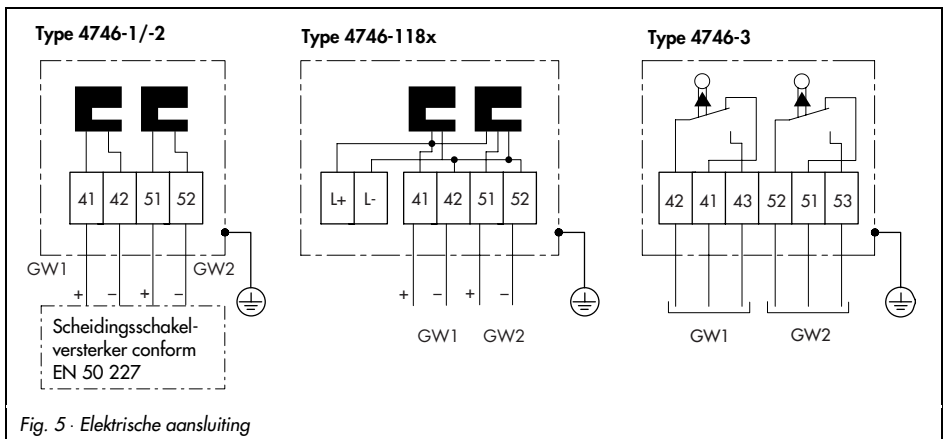 Type 4746-1/-2
41 42 51 52
GW1 GW2
+ − + −
Scheidingsschakel-
versterker conform
EN 50 227
Type 4746-118x
L+ L- 41 42 51 52
+ − + −
GW1 GW2
Type 4746-3
42 41 43 52 51 53
GW1 GW2
Fig. 5 · Elektrische aansluiting